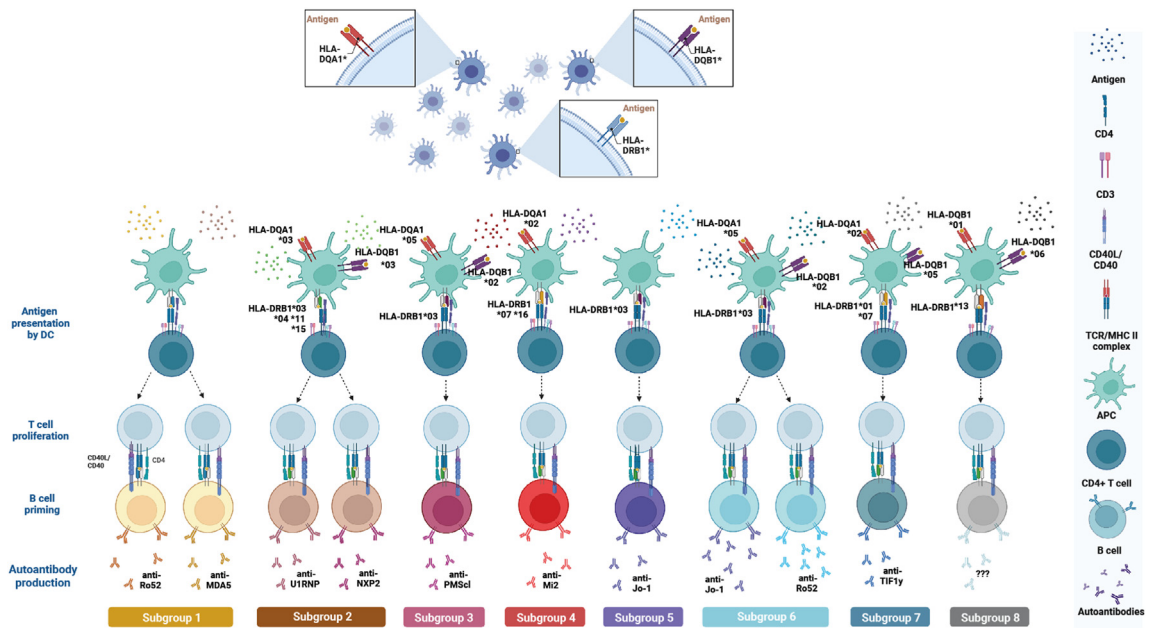 Antigen
HLA-
DQA1*
Antigen
HLA-
DQB1*
Antigen
HLA-
DRB1*
Antigen
CD4
CD3
CD40L/
CD40
TCR/MHC II
complex
APC
CD4+ T cell
B cell
Autoantibodies
Antigen
presentation
by DC
HLA-DQA1
*03
HLA-DQB1
*03
HLA-DRB1*03
*04 *11
*15
HLA-DQA1
*05
HLA-DQB1
*02
HLA-DRB1*03
HLA-DQA1
*02
HLA-DRB1
*07 *16
HLA-DRB1*03
HLA-DQA1
*05
HLA-DQB1
*02
HLA-DRB1*03
HLA-DQA1
*02
HLA-DQB1
*05
HLA-DRB1*01
*07
HLA-DQB1
*01
HLA-DQB1
*06
HLA-DRB1*13
T cell
proliferation
CD40L/
CD40
CD4
B cell
priming
Autoantibody
production
anti-
Ro52
anti-
MDA5
anti-
U1RNP
anti-
NXP2
anti-
PMScl
anti-
Mi2
anti-
Jo-1
anti-
Jo-1
anti-
Ro52
anti-
TIF1y
???
Subgroup 1
Subgroup 2
Subgroup 3
Subgroup 4
Subgroup 5
Subgroup 6
Subgroup 7
Subgroup 8